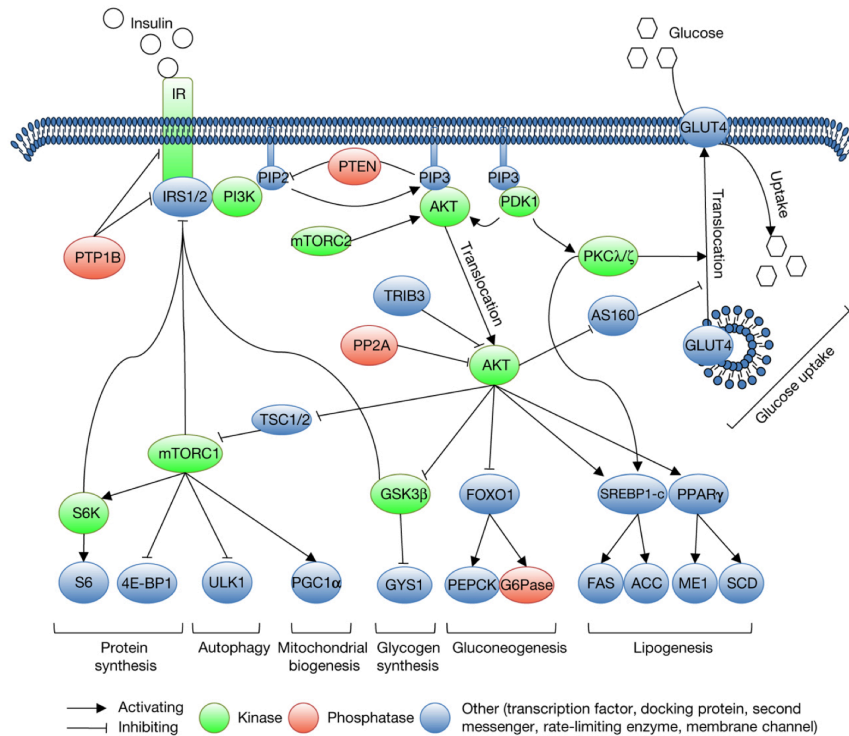 Insulin
Glucose
IR
GLUT4
PTEN
PIP2
PIP3
PIP3
IRS1/2
PI3K
AKT
PDK1
Uptake
Translocation
PTP1B
mTORC2
PKCλ/ζ
Translocation
TRIB3
AS160
PP2A
AKT
GLUT4
Glucose uptake
TSC1/2
mTORC1
S6K
GSK3β
FOXO1
SREBP1-c
PPARγ
S6
4E-BP1
ULK1
PGC1α
GYS1
PEPCK
G6Pase
FAS
ACC
ME1
SCD
Protein
synthesis
Autophagy
Mitochondrial
biogenesis
Glycogen
synthesis
Gluconeogenesis
Lipogenesis
Activating
Inhibiting
Kinase
Phosphatase
Other (transcription factor, docking protein, second
messenger, rate-limiting enzyme, membrane channel)